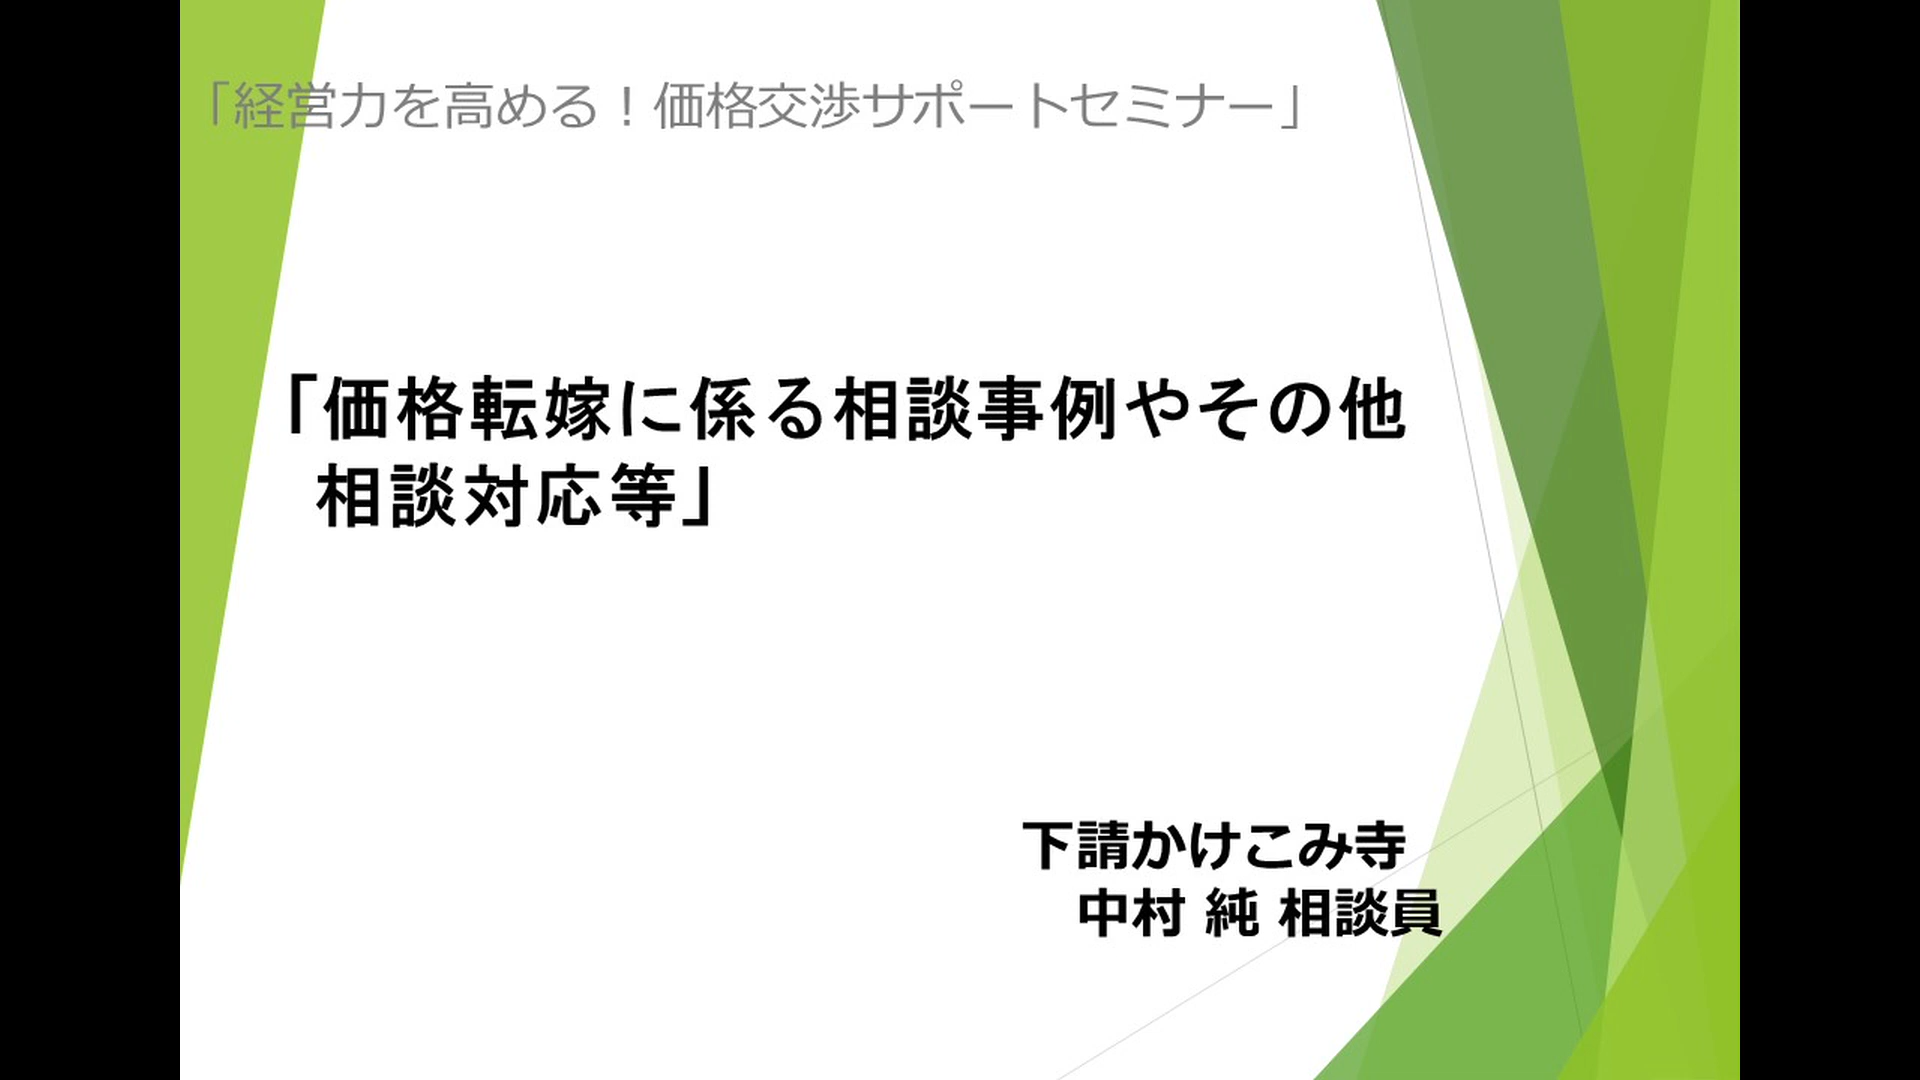 「経営力を高める！価格交渉サポートセミナー」
「価格転嫁に係る相談事例やその他
相談対応等」
下請かけこみ寺
中村 純 相談員